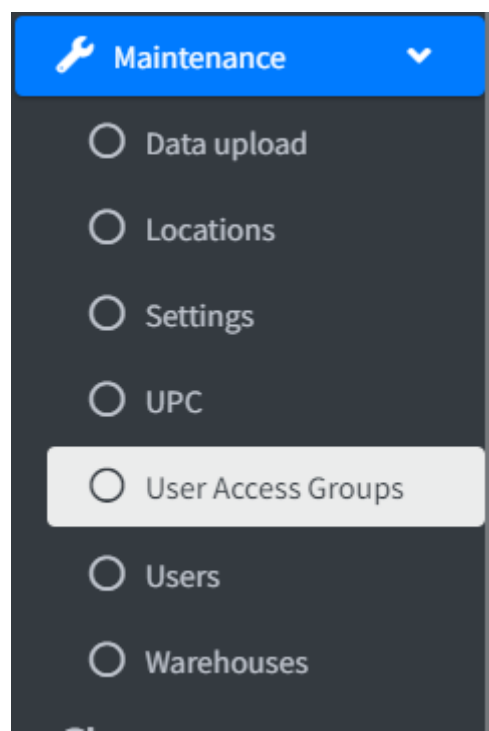 Maintenance
Data upload
Locations
Settings
UPC
User Access Groups
Users
Warehouses